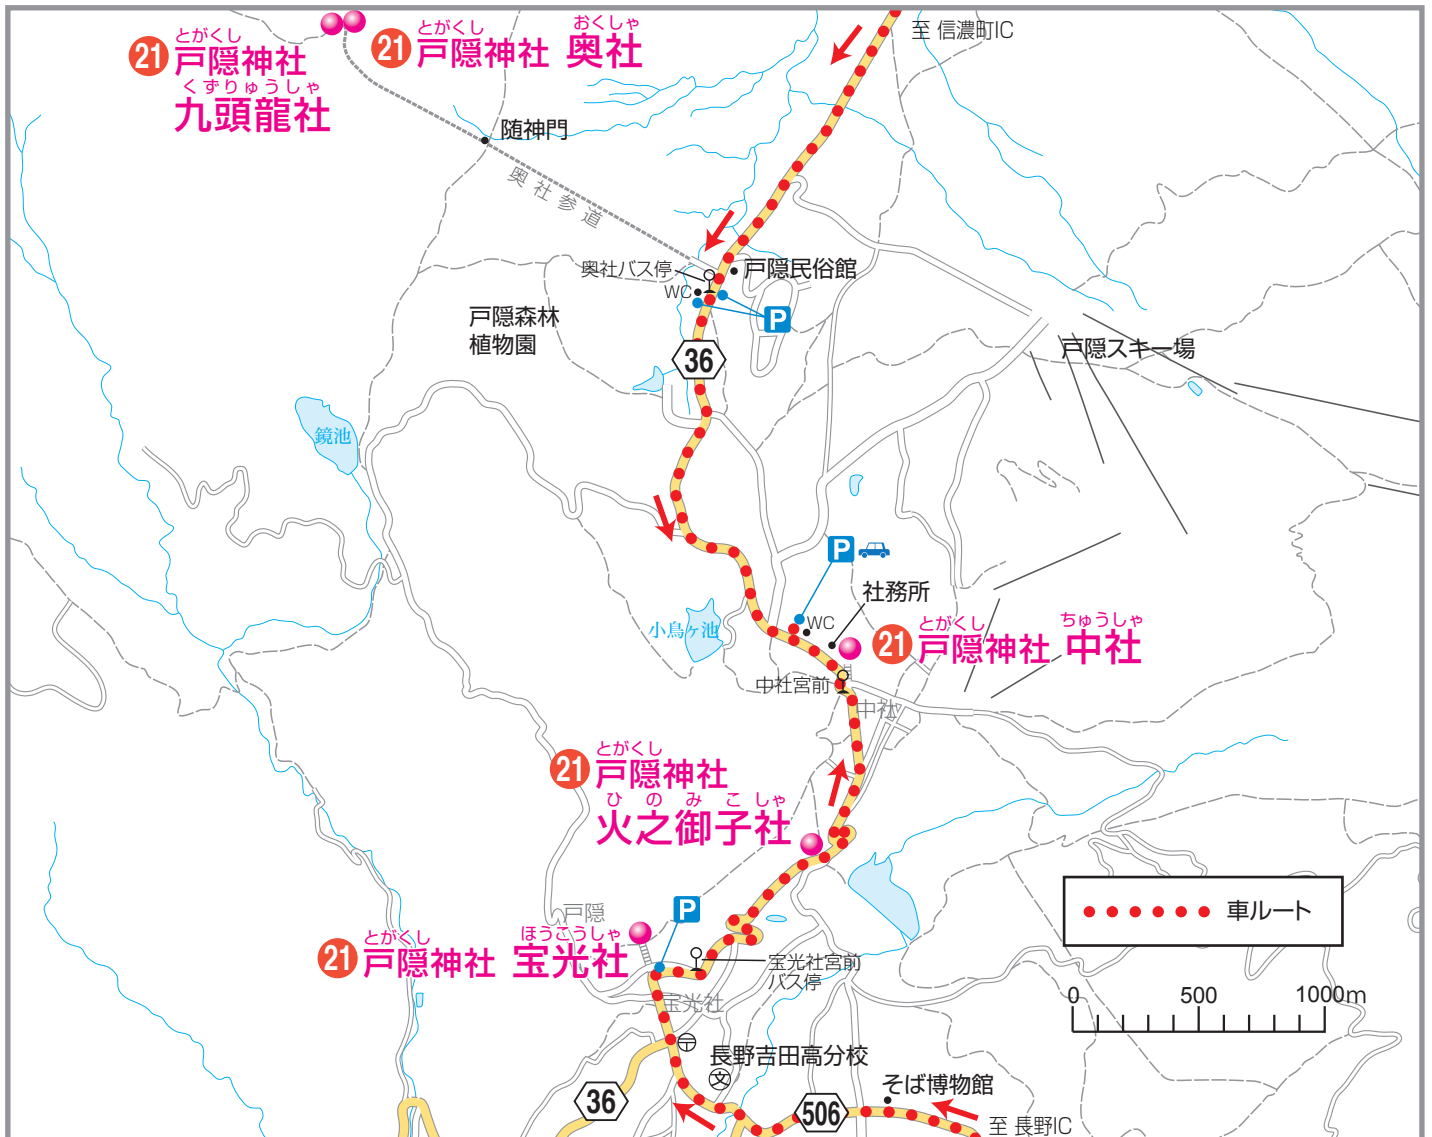 至 信濃町IC
とがくし
21 戸隠神社
くずりゅうしゃ
九頭龍社
とがくし おくしゃ
21 戸隠神社 奥社
随神門
奥社参道
奥社バス停
戸隠民俗館
WC
P
戸隠森林
植物園
36
戸隠スキー場
鏡池
P
社務所
WC
小鳥ヶ池
とがくし ちゅうしゃ
21 戸隠神社 中社
中社宮前
中社
とがくし
21 戸隠神社
ひのみこしゃ
火之御子社
P
戸隠
とがくし ほうこうしゃ
21 戸隠神社 宝光社
宝光社宮前
バス停
宝光社
車ルート
0 500 1000m
長野吉田高分校
文
そば博物館
36
506
至 長野IC